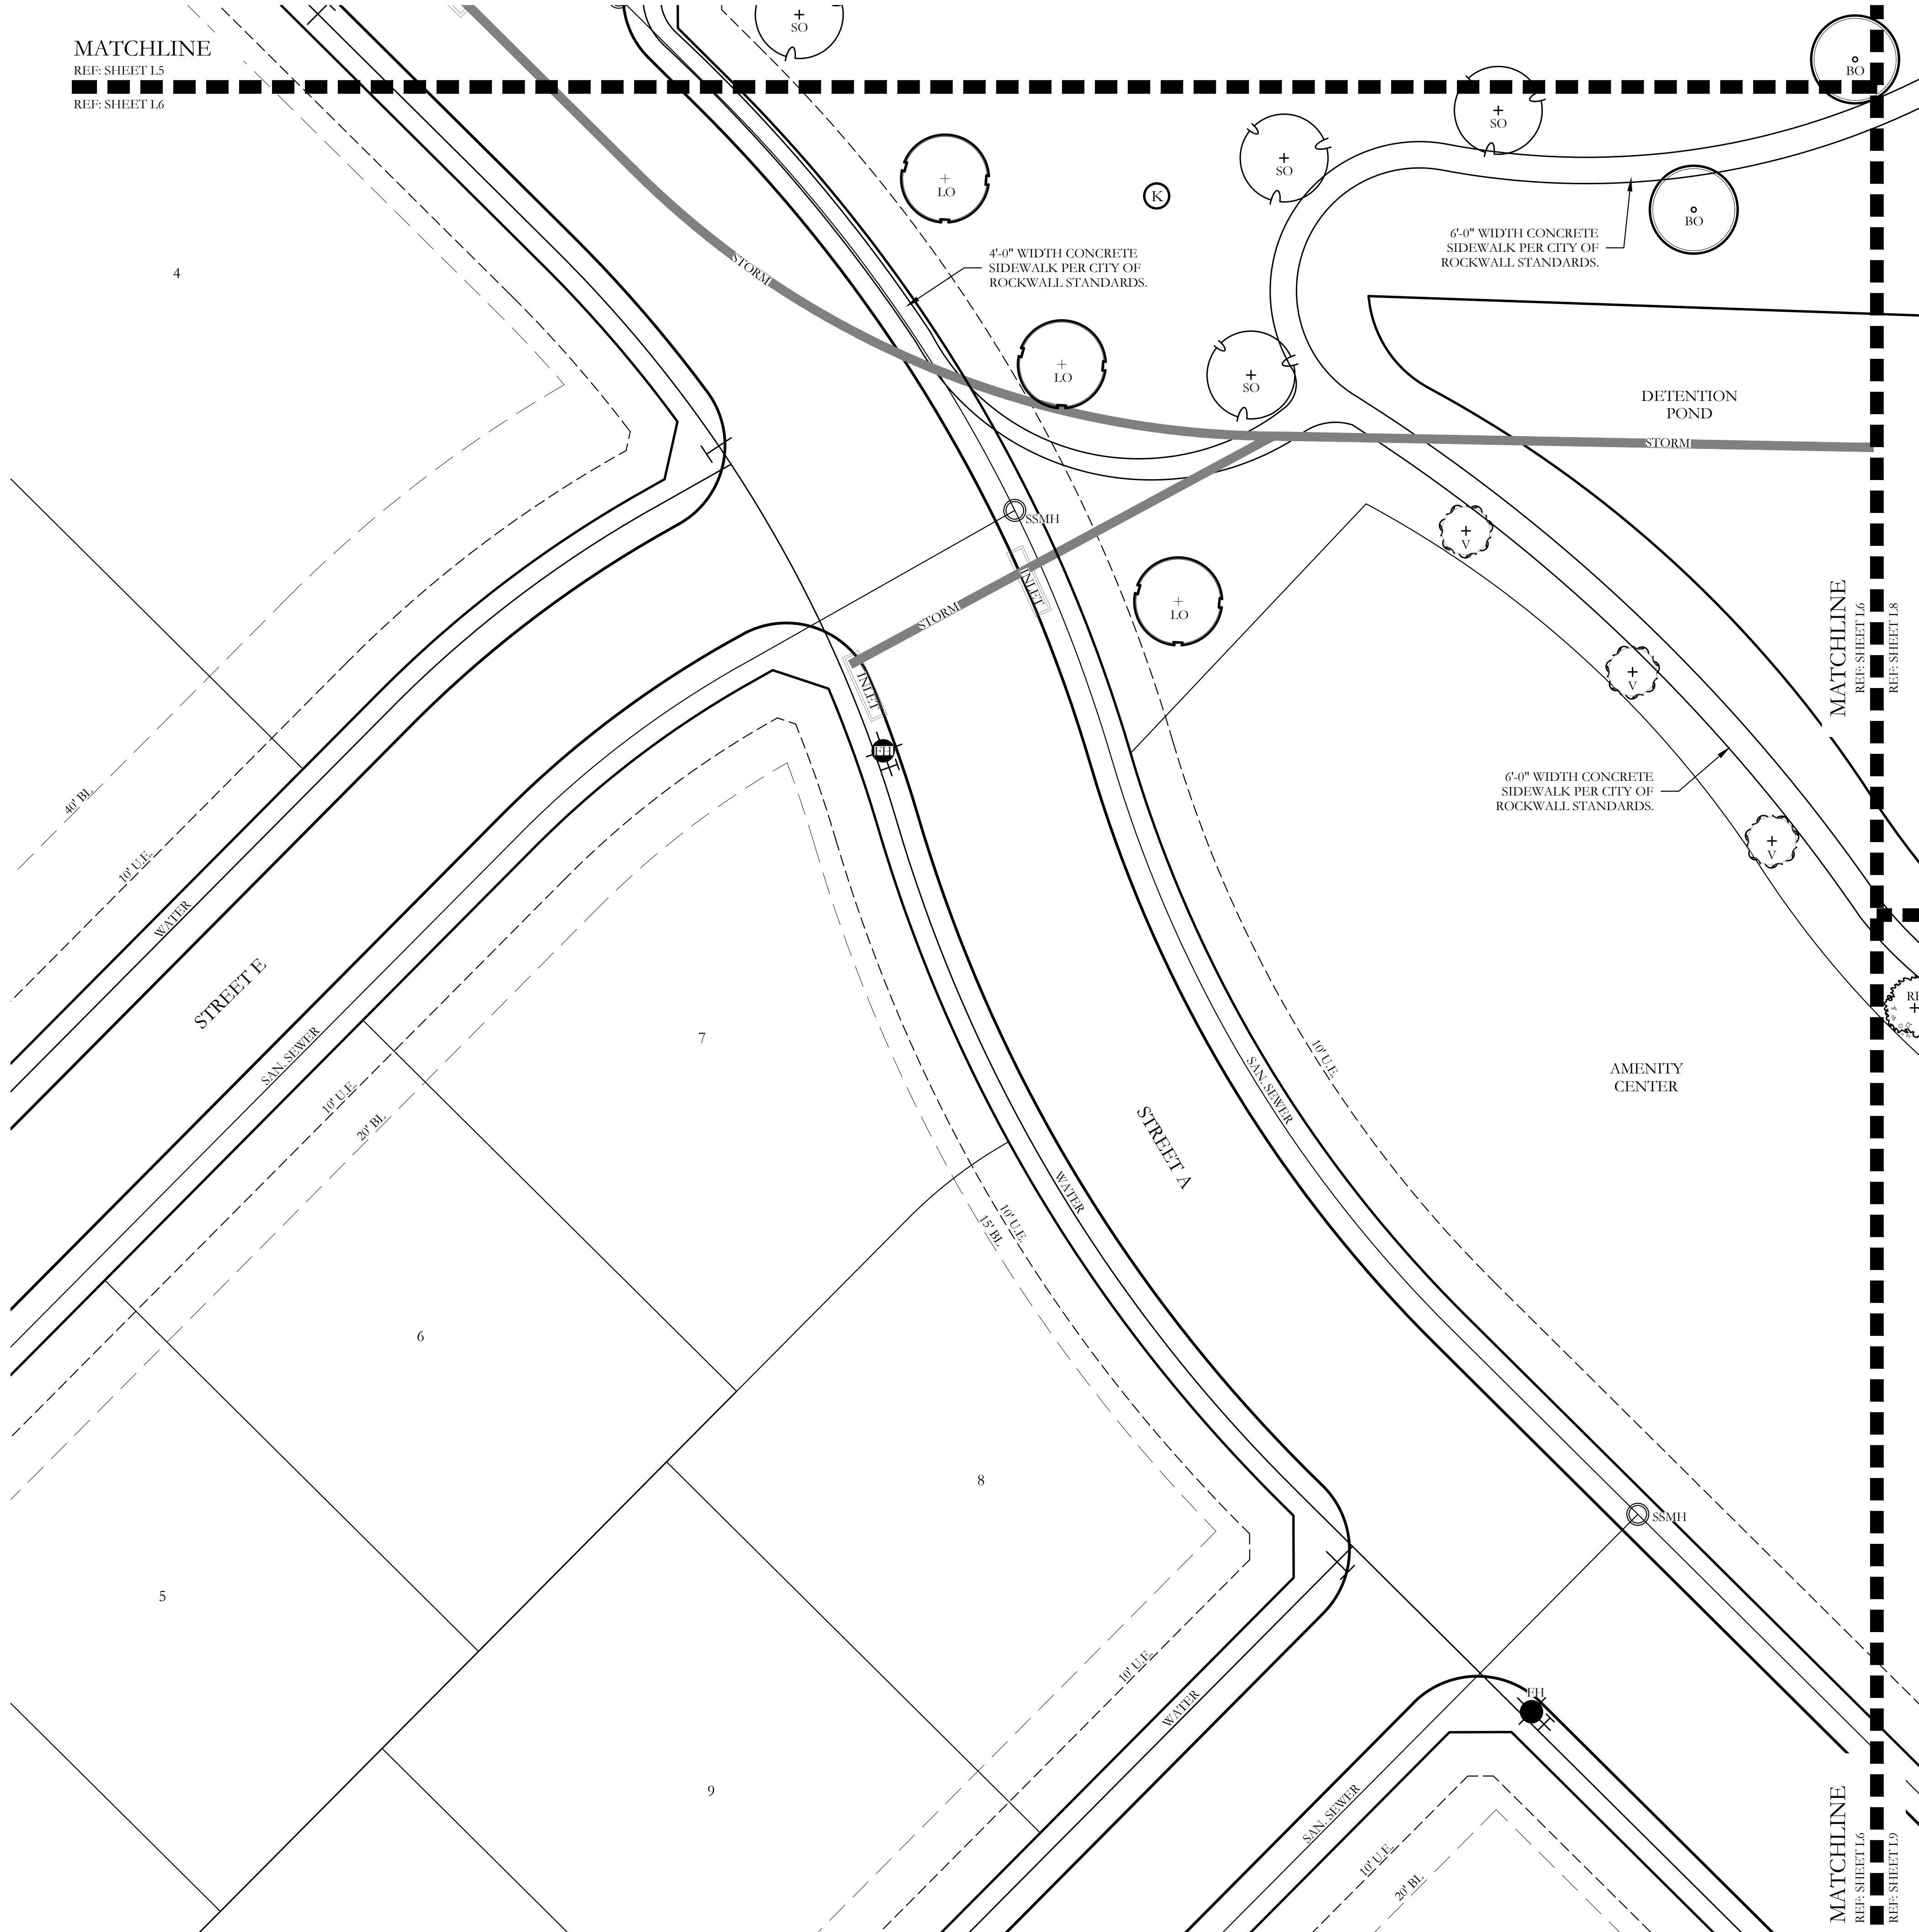 SO
MATCHLINE
REF: SHEET L5
REF: SHEET L6
BO
SO
SO
LO
K
BO
4'-0" WIDTH CONCRETE
SIDEWALK PER CITY OF
ROCKWALL STANDARDS.
6'-0" WIDTH CONCRETE
SIDEWALK PER CITY OF
ROCKWALL STANDARDS.
4
STORM
LO
SO
DETENTION
POND
STORM
SSMH
V
INLET
STORM
LO
MATCHLINE
REF: SHEET L6
REF: SHEET L8
V
INLET
FH
6'-0" WIDTH CONCRETE
SIDEWALK PER CITY OF
ROCKWALL STANDARDS.
40' BL
10' U.E.
V
WATER
STREET E
SAN. SEWER
10' U.E.
20' BL
7
10' U.E.
SAN. SEWER
AMENITY
CENTER
STREET A
WATER
10' U.E.
15' BL
6
8
SSMH
5
10' U.E.
WATER
FH
9
SAN. SEWER
10' U.E.
20' BL
MATCHLINE
REF: SHEET L6
REF: SHEET L9